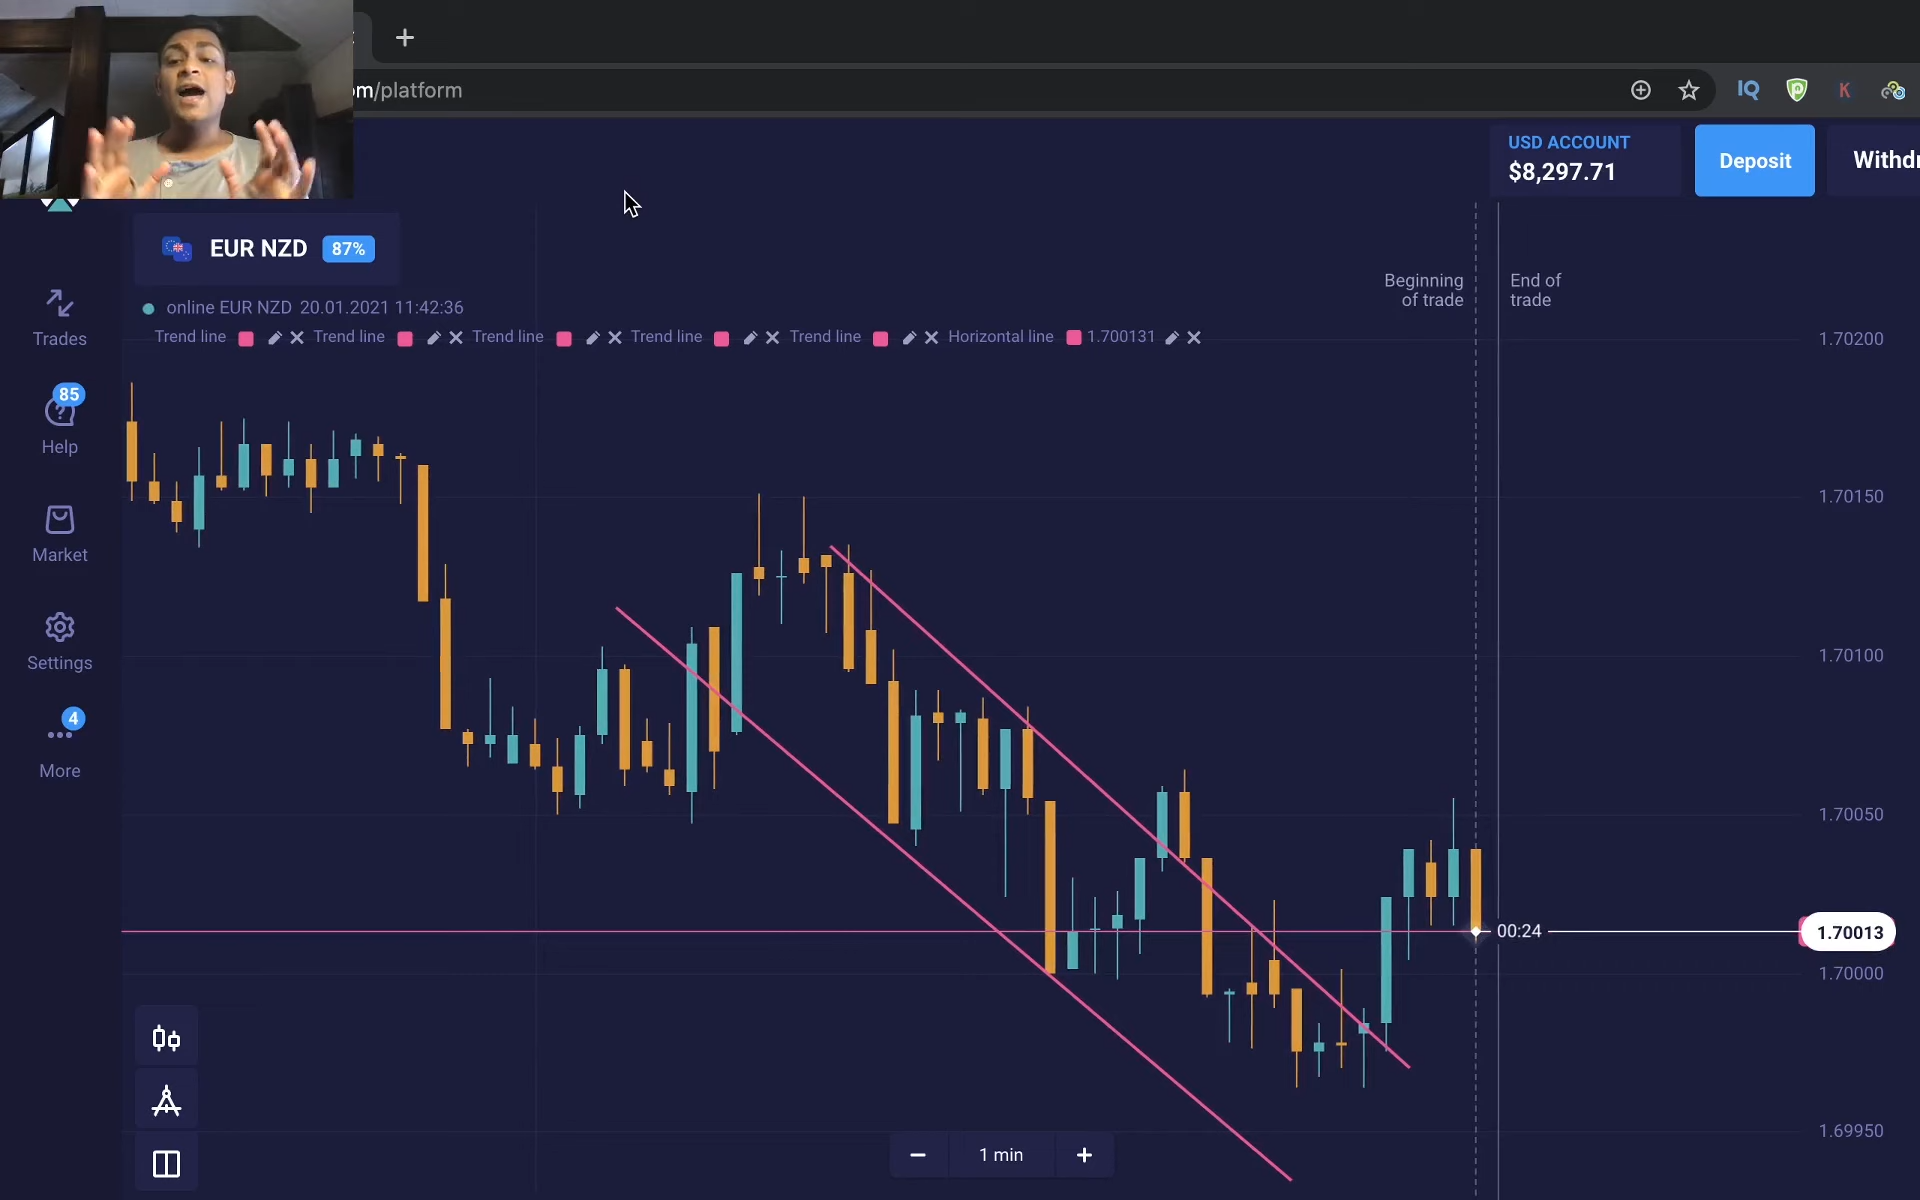 om/platform
IQ
K
USD ACCOUNT
$8,297.71
Deposit
Withdr
EUR NZD 87%
Beginning of trade
End of trade
online EUR NZD 20.01.2021 11:42:36
Trend line Trend line Trend line Trend line Trend line Horizontal line 1.700131
1.70200
Trades
85
Help
1.70150
Market
Settings
1.70100
4
More
1.70050
00:24
1.70013
1.70000
1.69950
1 min